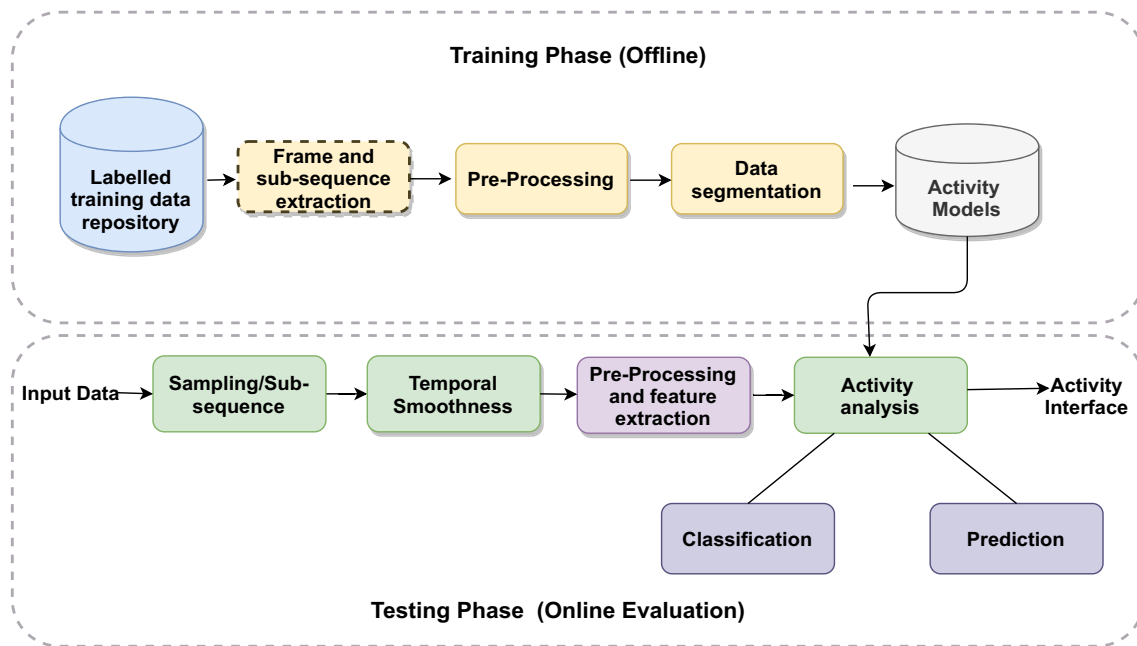 Training Phase (Offline)
Labelled
training data
repository
Frame and
sub-sequence
extraction
Pre-Processing
Data
segmentation
Activity
Models
Input Data
Sampling/Sub-
sequence
Temporal
Smoothness
Pre-Processing
and feature
extraction
Activity
analysis
Activity
Interface
Classification
Prediction
Testing Phase (Online Evaluation)